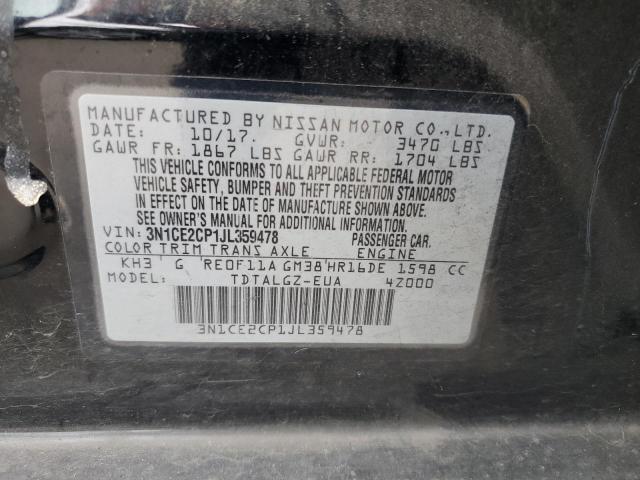 MANUFACTURED BY NISSAN MOTOR CO., LTD.
DATE: 10/17. GVWR: 3470 LBS
GAWR FR: 1867 LBS GAWR RR: 1704 LBS
THIS VEHICLE CONFORMS TO ALL APPLICABLE FEDERAL MOTOR
VEHICLE SAFETY, BUMPER AND THEFT PREVENTION STANDARDS
IN EFFECT ON THE DATE OF MANUFACTURE SHOWN ABOVE.
SEE OWNER'S MANUAL FOR ADDITIONAL INFORMATION.
VIN: 3N1CE2CP1JL359478 PASSENGER CAR.
COLOR TRIM TRANS AXLE ENGINE
KH3 G RE0F11A GM38 HR16DE 1598 CC
MODEL: TDTALGZ-EUA 4Z000
3N1CE2CP1JL359478